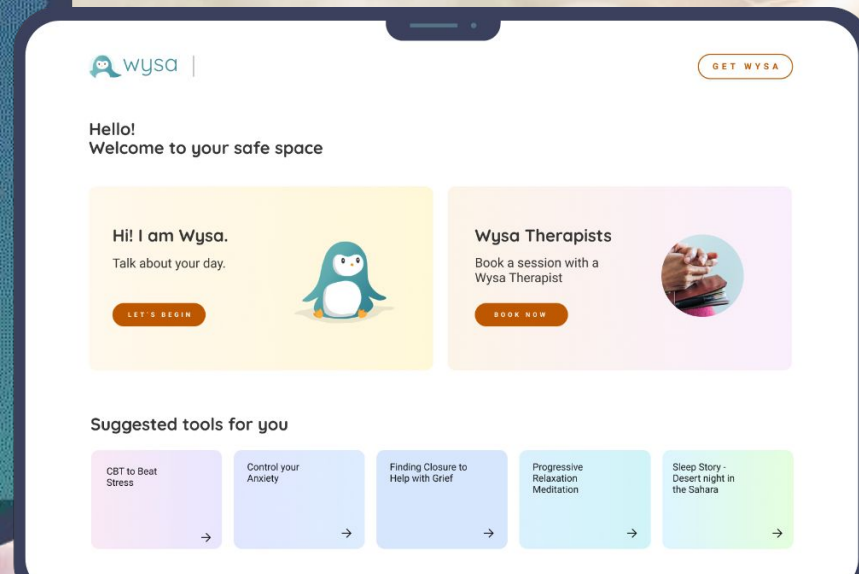 wysa
GET WYSA
Hello!
Welcome to your safe space
Hi! I am Wysa.
Talk about your day.
LET'S BEGIN
Wysa Therapists
Book a session with a
Wysa Therapist
BOOK NOW
Suggested tools for you
CBT to Beat
Stress
Control your
Anxiety
Finding Closure to
Help with Grief
Progressive
Relaxation
Meditation
Sleep Story -
Desert night in
the Sahara